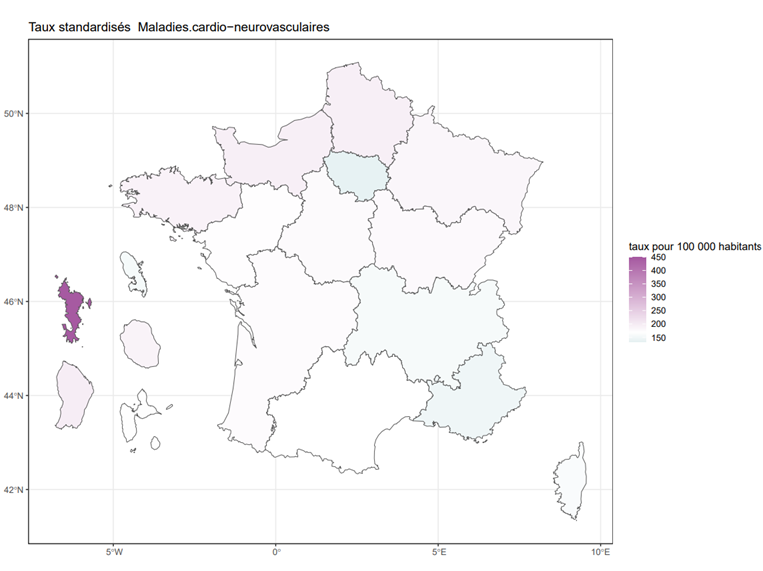 Taux standardisés  Maladies.cardio−neurovasculaires
50°N
48°N
46°N
44°N
42°N
5°W
0°
5°E
10°E
taux pour 100 000 habitants
450
400
350
300
250
200
150